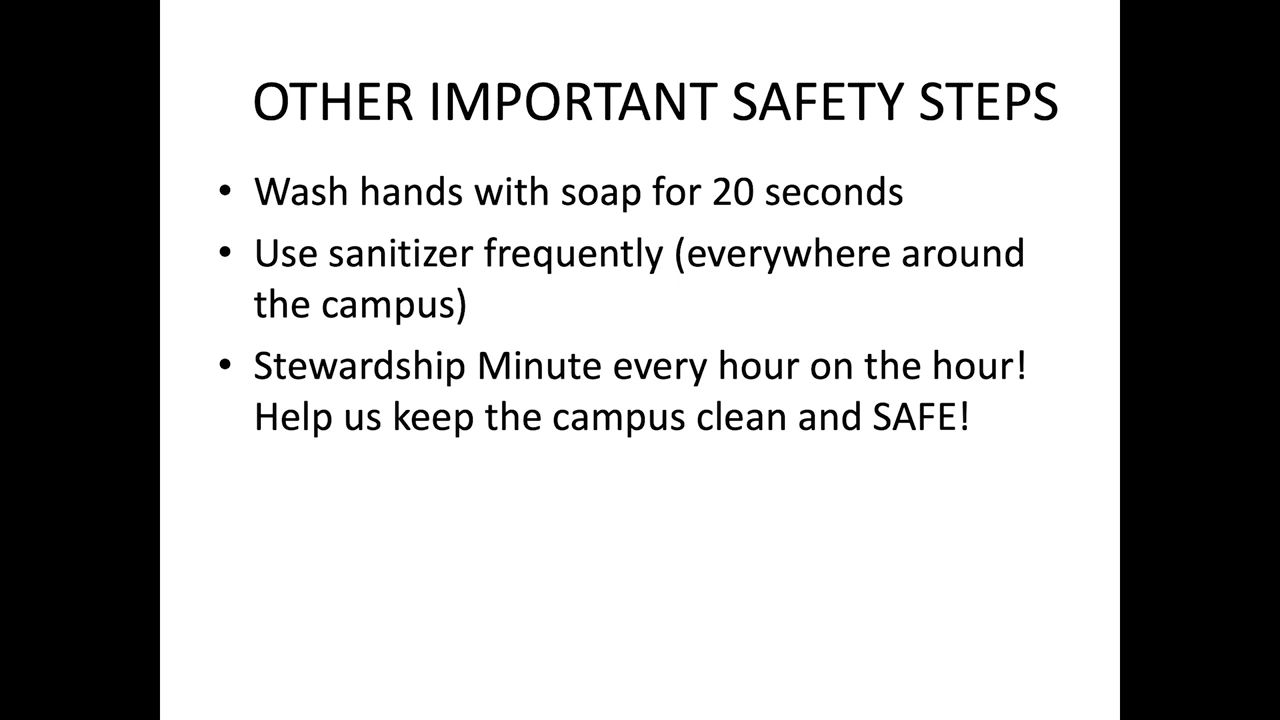 OTHER IMPORTANT SAFETY STEPS
• Wash hands with soap for 20 seconds
• Use sanitizer frequently (everywhere around
the campus)
• Stewardship Minute every hour on the hour!
Help us keep the campus clean and SAFE!